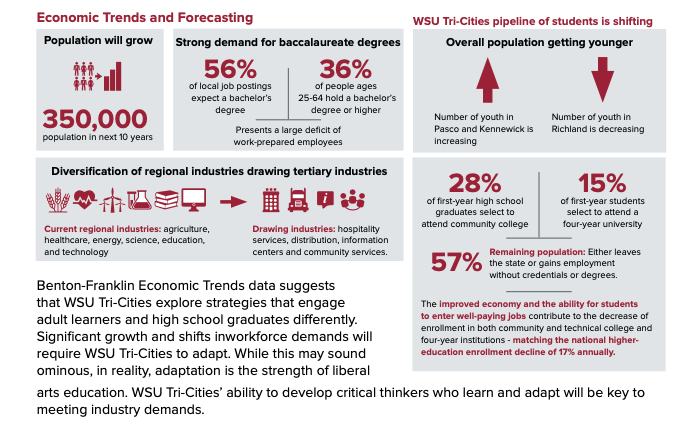 Economic Trends and Forecasting
Population will grow
350,000
population in next 10 years
Strong demand for baccalaureate degrees
56%
of local job postings
expect a bachelor's
degree
36%
of people ages
25-64 hold a bachelor's
degree or higher
Presents a large deficit of
work-prepared employees
Diversification of regional industries drawing tertiary industries
Current regional industries: agriculture,
healthcare, energy, science, education,
and technology
Drawing industries: hospitality
services, distribution, information
centers and community services.
Benton-Franklin Economic Trends data suggests
that WSU Tri-Cities explore strategies that engage
adult learners and high school graduates differently.
Significant growth and shifts inworkforce demands will
require WSU Tri-Cities to adapt. While this may sound
ominous, in reality, adaptation is the strength of liberal
arts education. WSU Tri-Cities' ability to develop critical thinkers who learn and adapt will be key to
meeting industry demands.
WSU Tri-Cities pipeline of students is shifting
Overall population getting younger
Number of youth in
Pasco and Kennewick is
increasing
Number of youth in
Richland is decreasing
28%
of first-year high school
graduates select to
attend community college
15%
of first-year students
select to attend a
four-year university
57%
Remaining population: Either leaves
the state or gains employment
without credentials or degrees.
The improved economy and the ability for students
to enter well-paying jobs contribute to the decrease of
enrollment in both community and technical college and
four-year institutions - matching the national higher-
education enrollment decline of 17% annually.